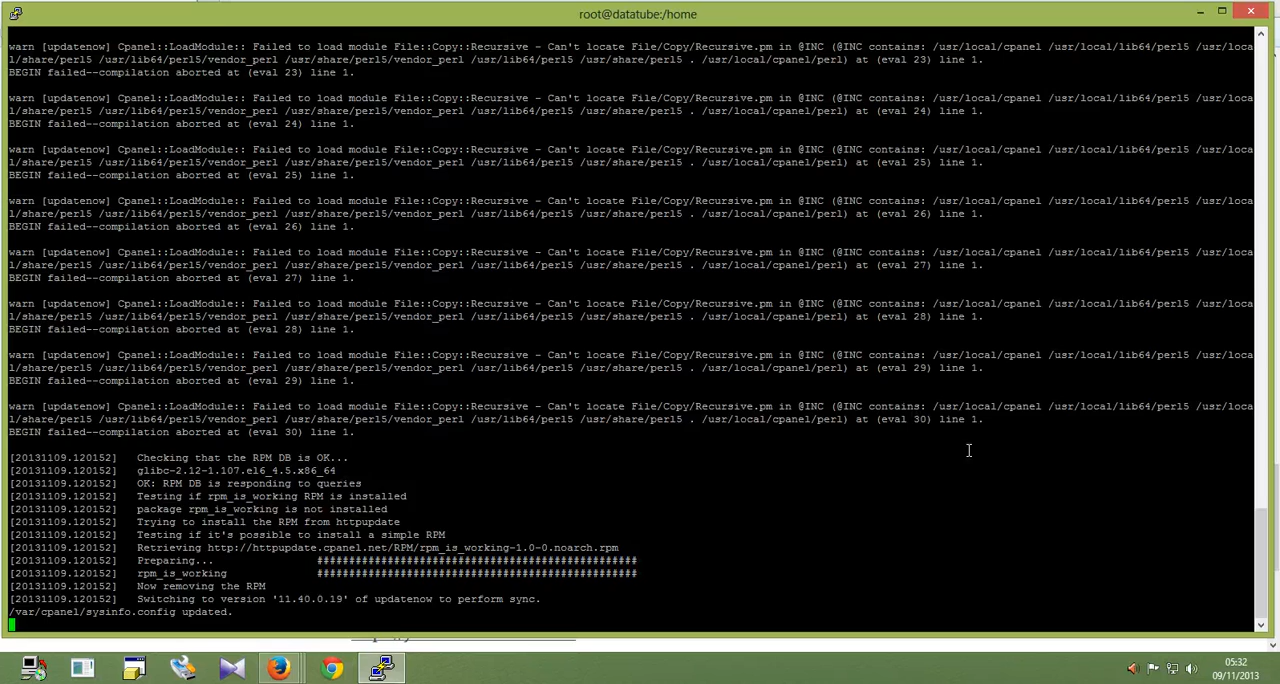 root@datatube:/home
warn [updatenow] Cpanel::LoadModule:: Failed to load module File::Copy::Recursive - Can't locate File/Copy/Recursive.pm in @INC (@INC contains: /usr/local/cpanel /usr/local/lib64/perl5 /usr/loca
l/share/perl5 /usr/lib64/perl5/vendor_perl /usr/share/perl5/vendor_perl /usr/lib64/perl5 /usr/share/perl5 . /usr/local/cpanel/perl) at (eval 23) line 1.
BEGIN failed--compilation aborted at (eval 23) line 1.
warn [updatenow] Cpanel::LoadModule:: Failed to load module File::Copy::Recursive - Can't locate File/Copy/Recursive.pm in @INC (@INC contains: /usr/local/cpanel /usr/local/lib64/perl5 /usr/loca
l/share/perl5 /usr/lib64/perl5/vendor_perl /usr/share/perl5/vendor_perl /usr/lib64/perl5 /usr/share/perl5 . /usr/local/cpanel/perl) at (eval 24) line 1.
BEGIN failed--compilation aborted at (eval 24) line 1.
warn [updatenow] Cpanel::LoadModule:: Failed to load module File::Copy::Recursive - Can't locate File/Copy/Recursive.pm in @INC (@INC contains: /usr/local/cpanel /usr/local/lib64/perl5 /usr/loca
l/share/perl5 /usr/lib64/perl5/vendor_perl /usr/share/perl5/vendor_perl /usr/lib64/perl5 /usr/share/perl5 . /usr/local/cpanel/perl) at (eval 25) line 1.
BEGIN failed--compilation aborted at (eval 25) line 1.
warn [updatenow] Cpanel::LoadModule:: Failed to load module File::Copy::Recursive - Can't locate File/Copy/Recursive.pm in @INC (@INC contains: /usr/local/cpanel /usr/local/lib64/perl5 /usr/loca
l/share/perl5 /usr/lib64/perl5/vendor_perl /usr/share/perl5/vendor_perl /usr/lib64/perl5 /usr/share/perl5 . /usr/local/cpanel/perl) at (eval 26) line 1.
BEGIN failed--compilation aborted at (eval 26) line 1.
warn [updatenow] Cpanel::LoadModule:: Failed to load module File::Copy::Recursive - Can't locate File/Copy/Recursive.pm in @INC (@INC contains: /usr/local/cpanel /usr/local/lib64/perl5 /usr/loca
l/share/perl5 /usr/lib64/perl5/vendor_perl /usr/share/perl5/vendor_perl /usr/lib64/perl5 /usr/share/perl5 . /usr/local/cpanel/perl) at (eval 27) line 1.
BEGIN failed--compilation aborted at (eval 27) line 1.
warn [updatenow] Cpanel::LoadModule:: Failed to load module File::Copy::Recursive - Can't locate File/Copy/Recursive.pm in @INC (@INC contains: /usr/local/cpanel /usr/local/lib64/perl5 /usr/loca
l/share/perl5 /usr/lib64/perl5/vendor_perl /usr/share/perl5/vendor_perl /usr/lib64/perl5 /usr/share/perl5 . /usr/local/cpanel/perl) at (eval 28) line 1.
BEGIN failed--compilation aborted at (eval 28) line 1.
warn [updatenow] Cpanel::LoadModule:: Failed to load module File::Copy::Recursive - Can't locate File/Copy/Recursive.pm in @INC (@INC contains: /usr/local/cpanel /usr/local/lib64/perl5 /usr/loca
l/share/perl5 /usr/lib64/perl5/vendor_perl /usr/share/perl5/vendor_perl /usr/lib64/perl5 /usr/share/perl5 . /usr/local/cpanel/perl) at (eval 29) line 1.
BEGIN failed--compilation aborted at (eval 29) line 1.
warn [updatenow] Cpanel::LoadModule:: Failed to load module File::Copy::Recursive - Can't locate File/Copy/Recursive.pm in @INC (@INC contains: /usr/local/cpanel /usr/local/lib64/perl5 /usr/loca
l/share/perl5 /usr/lib64/perl5/vendor_perl /usr/share/perl5/vendor_perl /usr/lib64/perl5 /usr/share/perl5 . /usr/local/cpanel/perl) at (eval 30) line 1.
BEGIN failed--compilation aborted at (eval 30) line 1.
[20131109.120152]   Checking that the RPM DB is OK...
[20131109.120152]   glibc-2.12-1.107.el6_4.5.x86_64
[20131109.120152]   OK: RPM DB is responding to queries
[20131109.120152]   Testing if rpm_is_working RPM is installed
[20131109.120152]   package rpm_is_working is not installed
[20131109.120152]   Trying to install the RPM from httpupdate
[20131109.120152]   Testing if it's possible to install a simple RPM
[20131109.120152]   Retrieving http://httpupdate.cpanel.net/RPM/rpm_is_working-1.0-0.noarch.rpm
[20131109.120152]   Preparing...                ##################################################
[20131109.120152]   rpm_is_working              ##################################################
[20131109.120152]   Now removing the RPM
[20131109.120152]   Switching to version '11.40.0.19' of updatenow to perform sync.
/var/cpanel/sysinfo.config updated.
05:32
09/11/2013